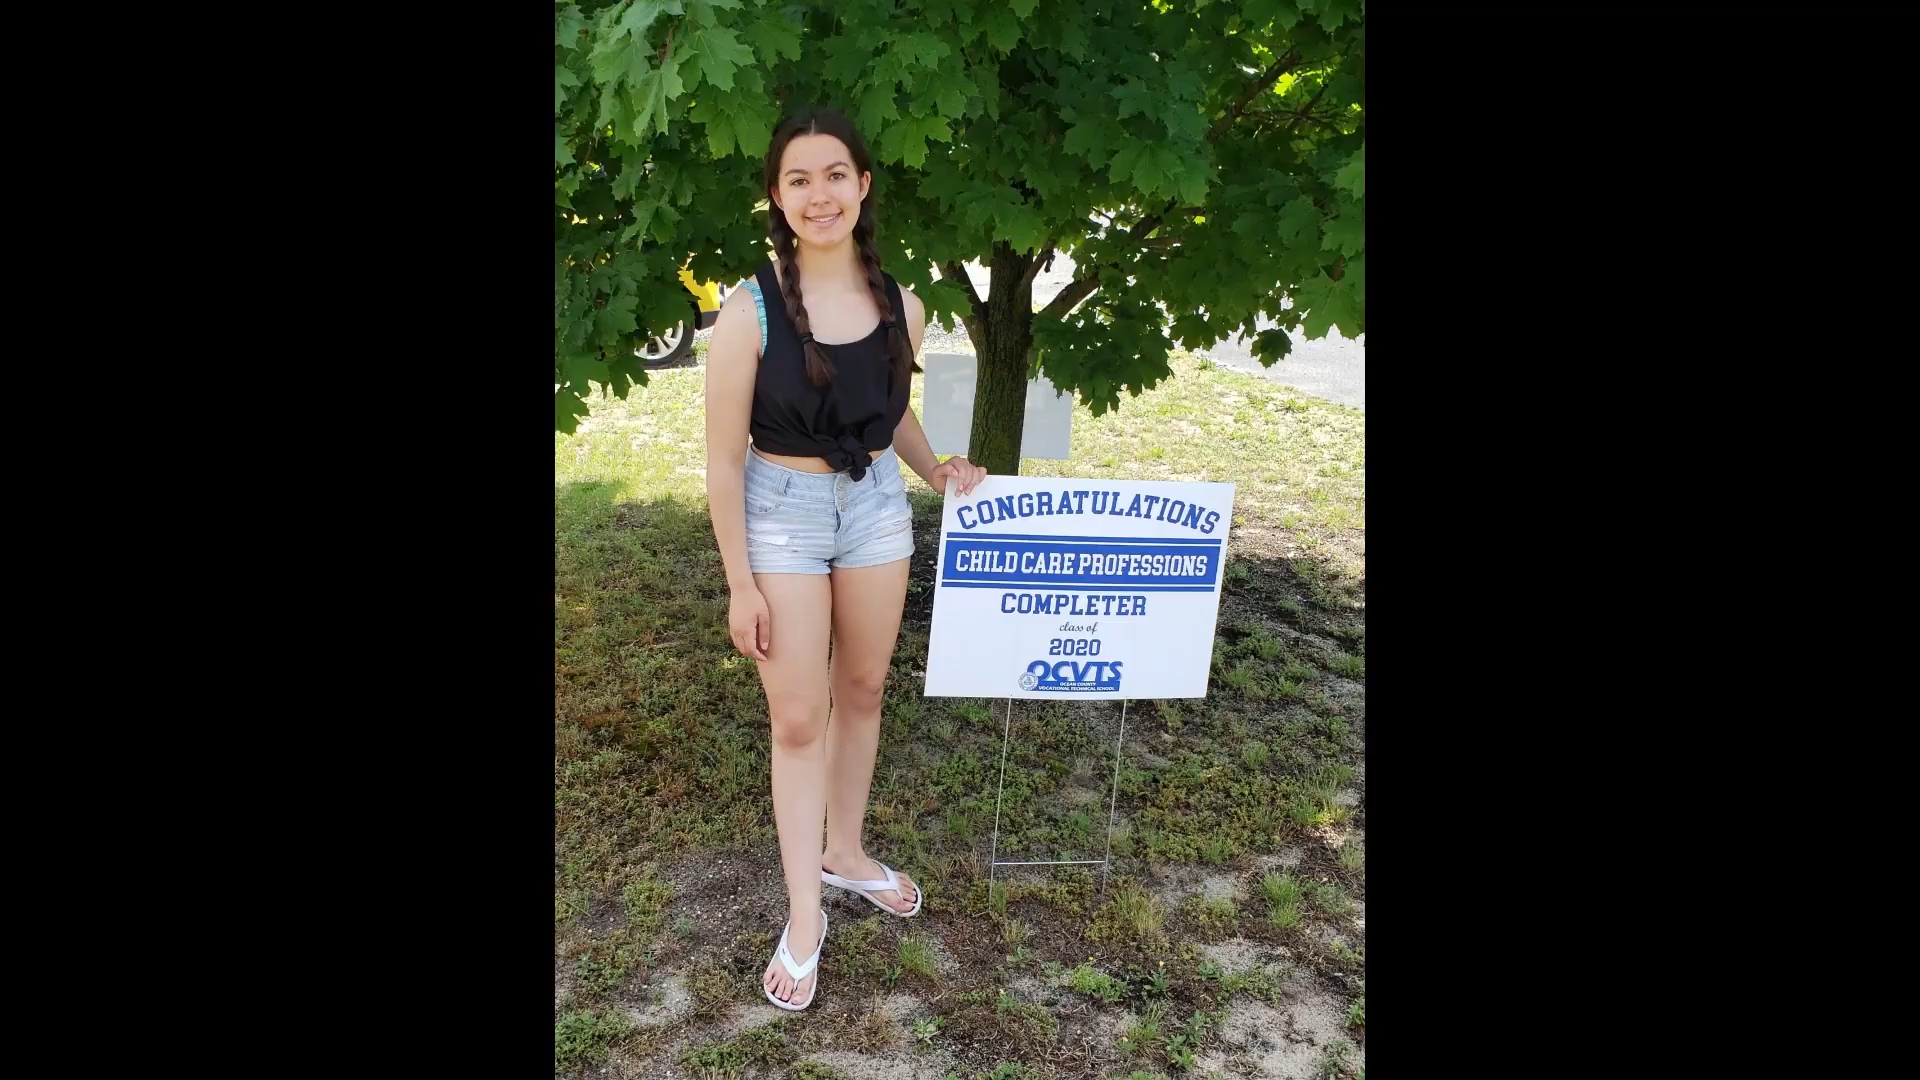 CONGRATULATIONS
CHILD CARE PROFESSIONS
COMPLETER
class of
2020
OCVTS
OCEAN COUNTY
VOCATIONAL TECHNICAL SCHOOL